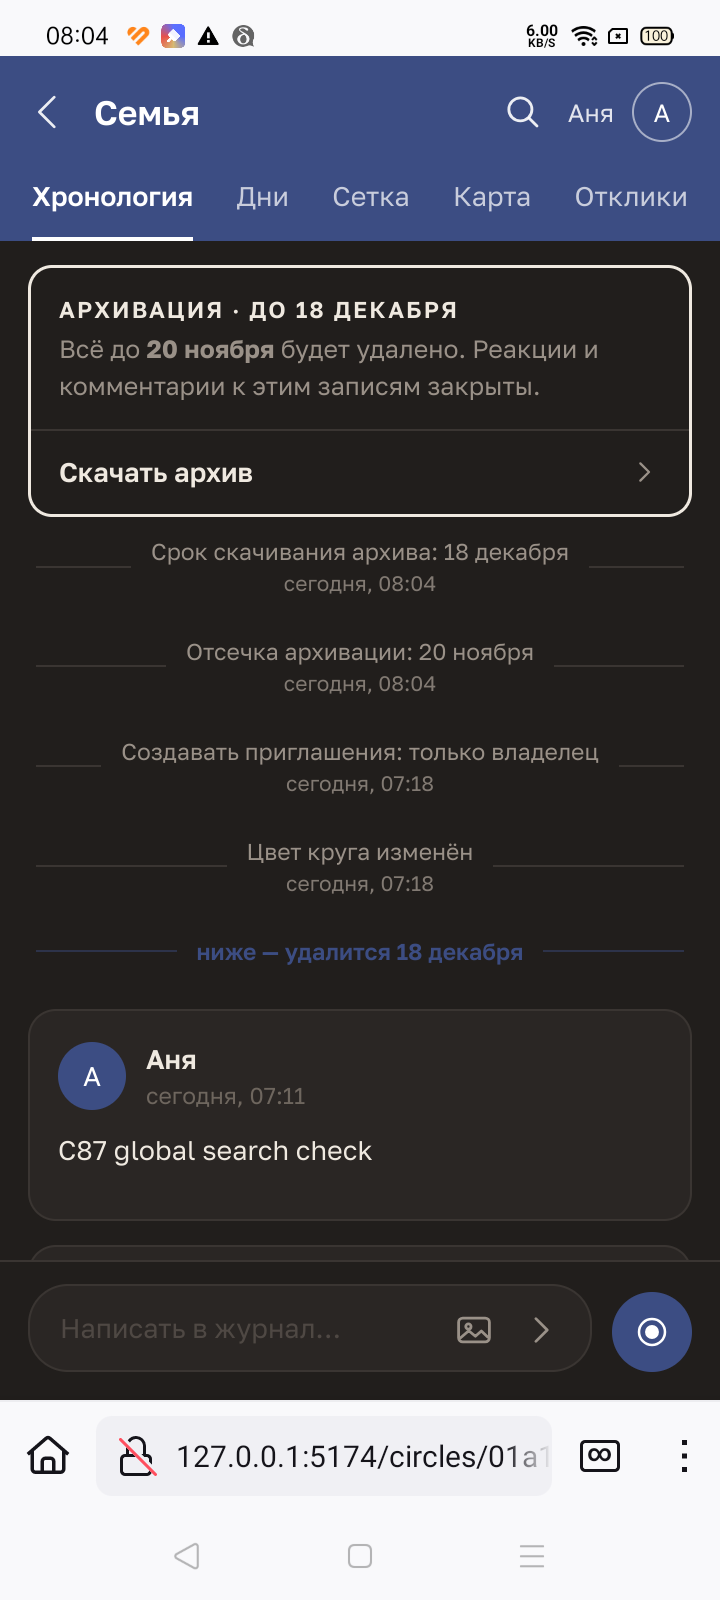 08:04
6.00
KB/S
100
Семья
Аня
А
Хронология
Дни
Сетка
Карта
Отклики
АРХИВАЦИЯ · ДО 18 ДЕКАБРЯ
Всё до 20 ноября будет удалено. Реакции и
комментарии к этим записям закрыты.
Скачать архив
Срок скачивания архива: 18 декабря
сегодня, 08:04
Отсечка архивации: 20 ноября
сегодня, 08:04
Создавать приглашения: только владелец
сегодня, 07:18
Цвет круга изменён
сегодня, 07:18
ниже — удалится 18 декабря
А
Аня
сегодня, 07:11
C87 global search check
Написать в журнал...
127.0.0.1:5174/circles/01a1